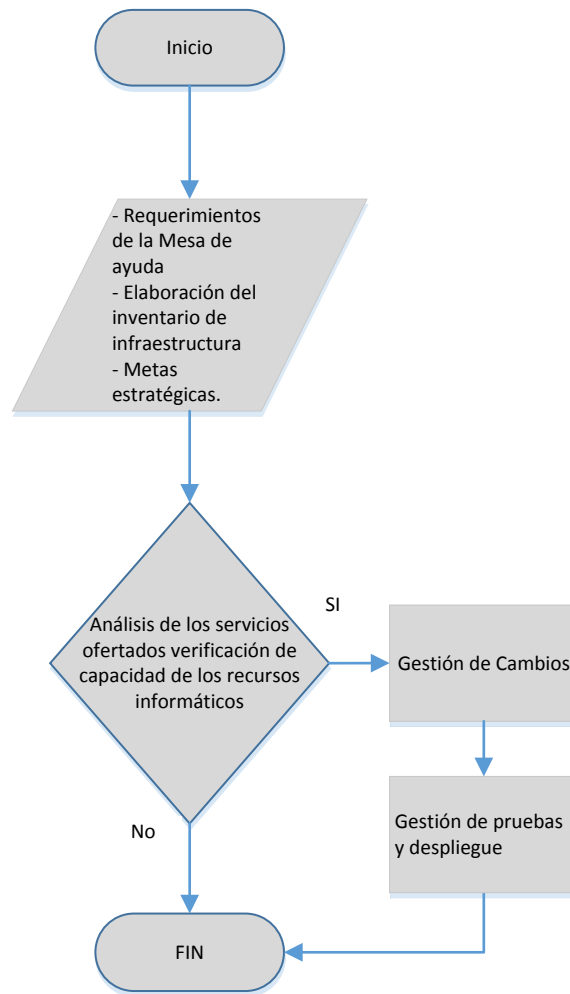 Inicio
- Requerimientos
de la Mesa de
ayuda
- Elaboración del
inventario de
infraestructura
- Metas
estratégicas.
Análisis de los servicios
ofertados verificación de
capacidad de los recursos
informáticos
SI
Gestión de Cambios
Gestión de pruebas
y despliegue
No
FIN